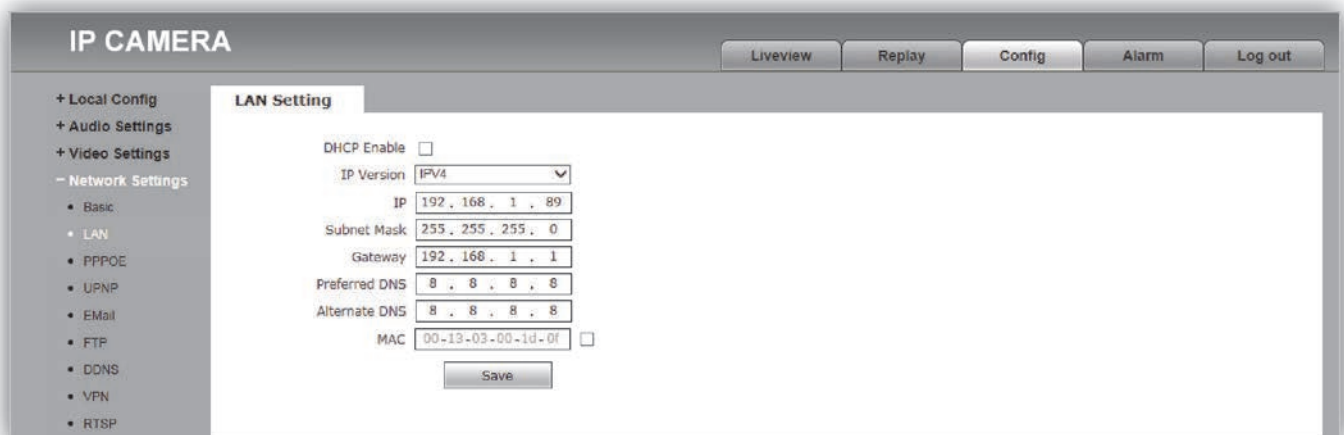 IP CAMERA
Liveview Replay Config Alarm Log out
+ Local Config
+ Audio Settings
+ Video Settings
− Network Settings
• Basic
• LAN
• PPPOE
• UPNP
• EMail
• FTP
• DDNS
• VPN
• RTSP
LAN Setting
DHCP Enable
IP Version IPV4
IP 192 . 168 . 1 . 89
Subnet Mask 255 . 255 . 255 . 0
Gateway 192 . 168 . 1 . 1
Preferred DNS 8 . 8 . 8 . 8
Alternate DNS 8 . 8 . 8 . 8
MAC 00-13-03-00-1d-0f
Save